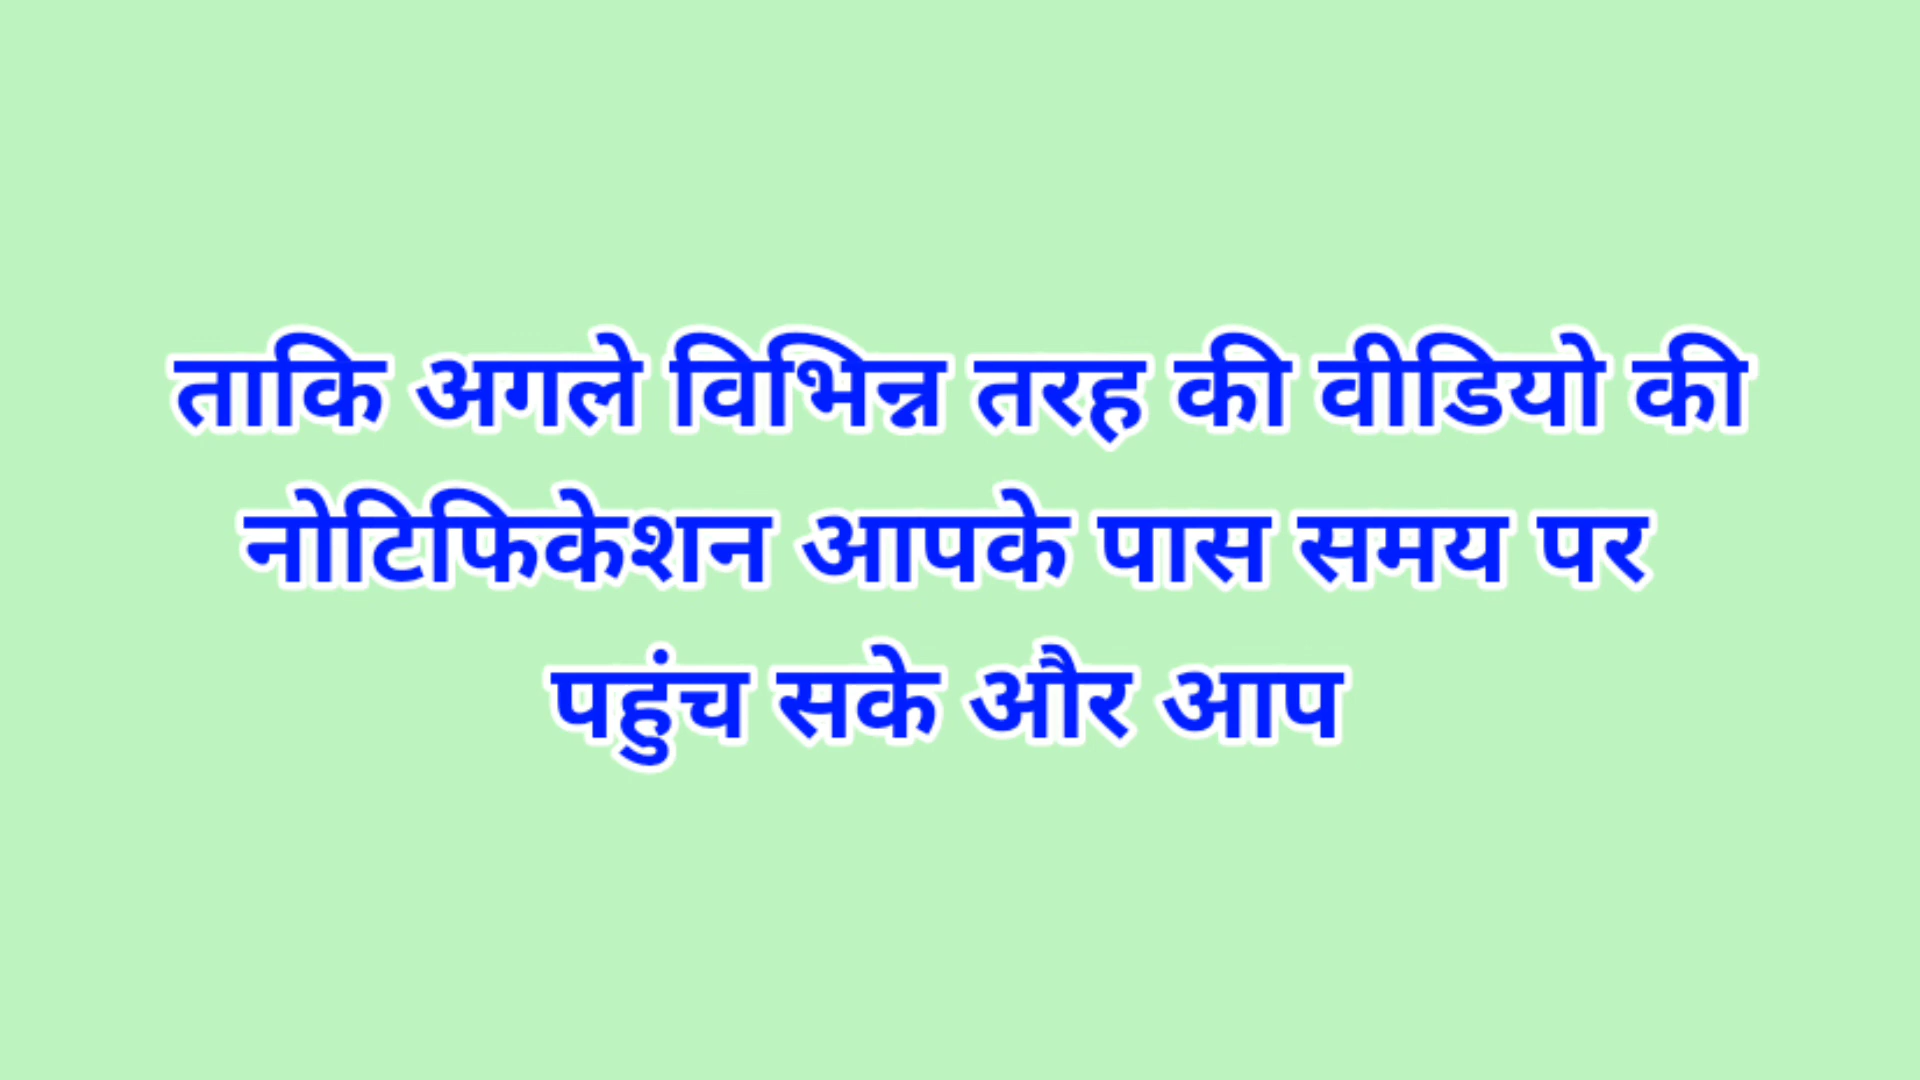 ताकि अगले विभिन्न तरह की वीडियो की
नोटिफिकेशन आपके पास समय पर
पहुंच सके और आप